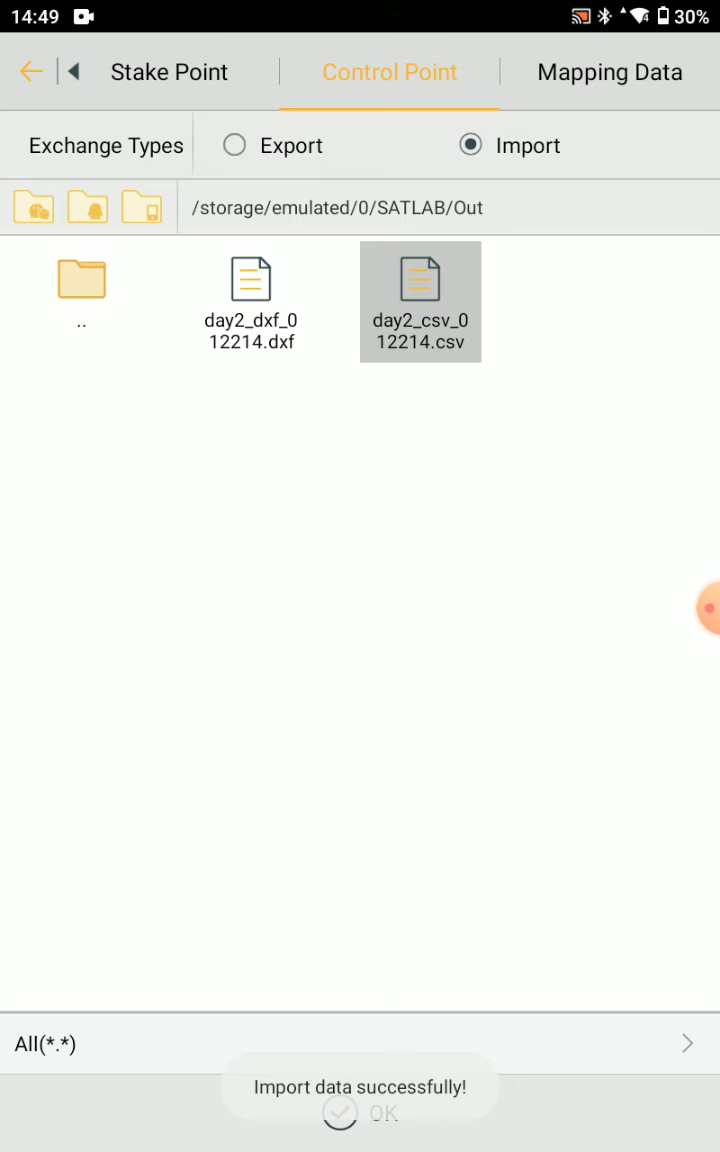 14:49
4
30%
Stake Point
Control Point
Mapping Data
Exchange Types
Export
Import
/storage/emulated/0/SATLAB/Out
..
day2_dxf_0
12214.dxf
day2_csv_0
12214.csv
All(*.*)
Import data successfully!
OK